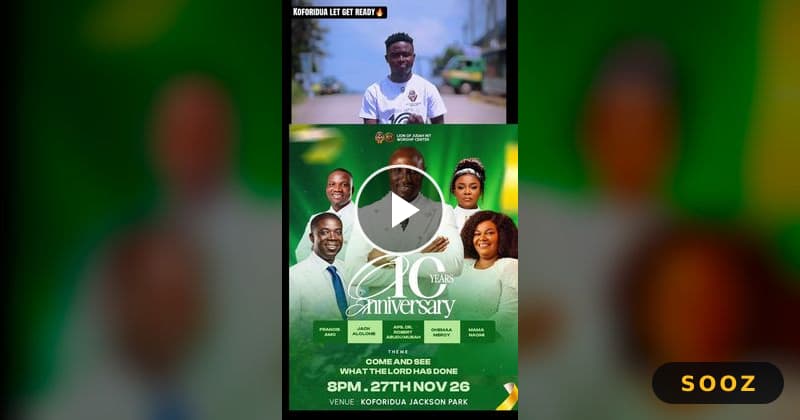 KOFORIDUA LET GET READY🔥
LION OF JUDAH INT
WORSHIP CENTER
10 YEARS
Anniversary
FRANCIS
AMO
JACK
ALOLOME
APS. DR.
ROBERT
ABUDU MUSAH
OHEMAA
MERCY
MAMA
NAOMI
THEME
COME AND SEE
WHAT THE LORD HAS DONE
8PM . 27TH NOV 26
VENUE : KOFORIDUA JACKSON PARK
SOOZ